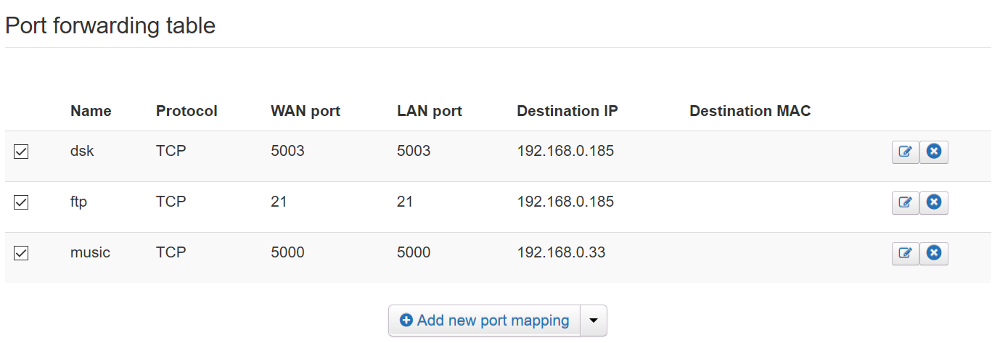 Port forwarding table
Name Protocol WAN port LAN port Destination IP Destination MAC
dsk TCP 5003 5003 192.168.0.185
ftp TCP 21 21 192.168.0.185
music TCP 5000 5000 192.168.0.33
Add new port mapping